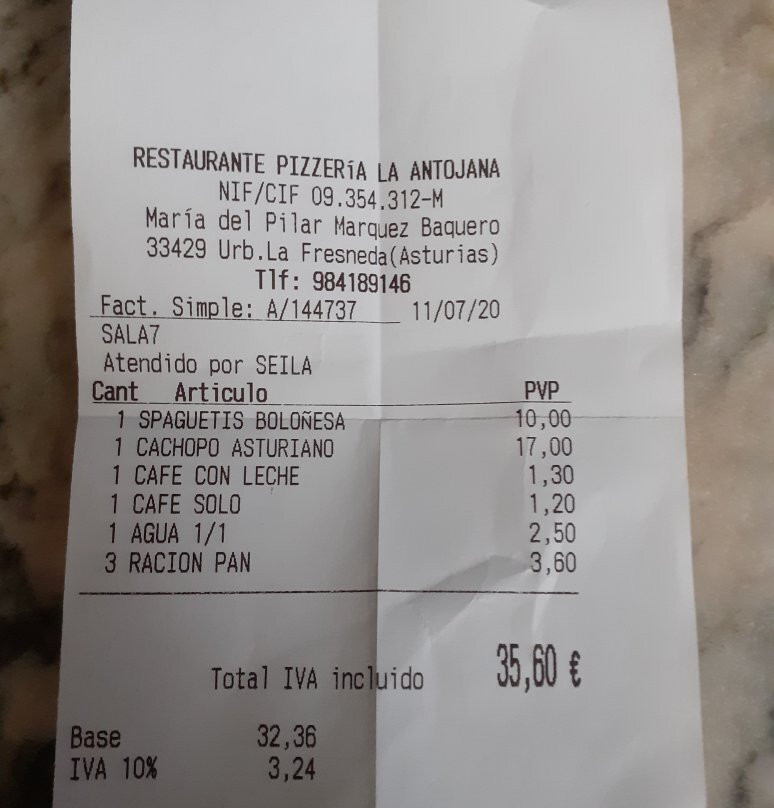 RESTAURANTE PIZZERíA LA ANTOJANA
NIF/CIF 09.354.312-M
María del Pilar Marquez Baquero
33429 Urb.La Fresneda(Asturias)
Tlf: 984189146
Fact. Simple: A/144737 11/07/20
SALA7
Atendido por SEILA
Cant Articulo PVP
1 SPAGUETIS BOLOÑESA 10,00
1 CACHOPO ASTURIANO 17,00
1 CAFE CON LECHE 1,30
1 CAFE SOLO 1,20
1 AGUA 1/1 2,50
3 RACION PAN 3,60
Total IVA incluido 35,60 €
Base 32,36
IVA 10% 3,24